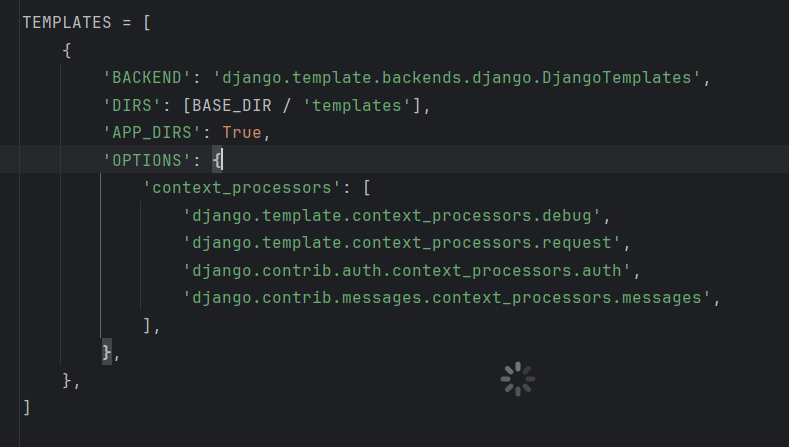 TEMPLATES = [
    {
        'BACKEND': 'django.template.backends.django.DjangoTemplates',
        'DIRS': [BASE_DIR / 'templates'],
        'APP_DIRS': True,
        'OPTIONS': {
            'context_processors': [
                'django.template.context_processors.debug',
                'django.template.context_processors.request',
                'django.contrib.auth.context_processors.auth',
                'django.contrib.messages.context_processors.messages',
            ],
        },
    },
]